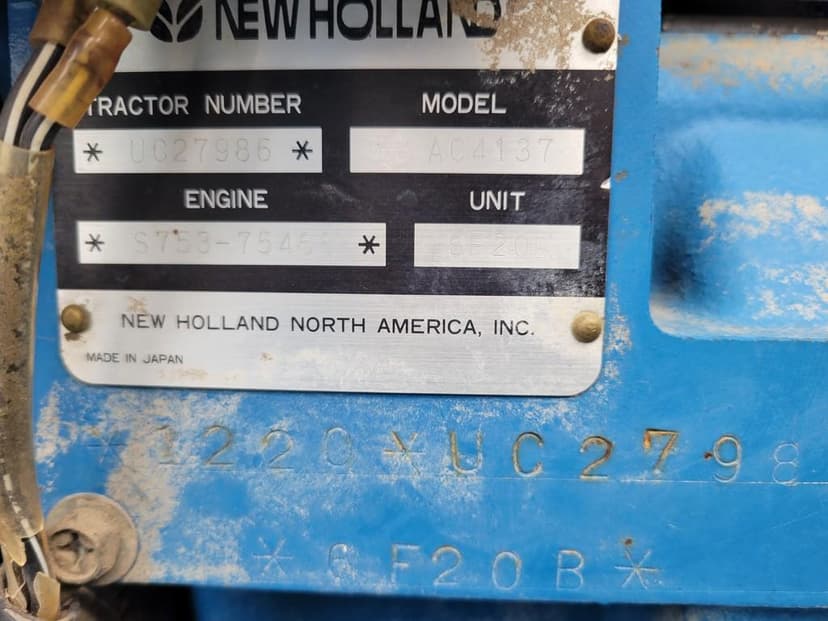 NEW HOLLAND
TRACTOR NUMBER MODEL
* UC27986 * AC4137
ENGINE UNIT
NEW HOLLAND NORTH AMERICA, INC.
MADE IN JAPAN
*1220*UC2798
*6F20B*